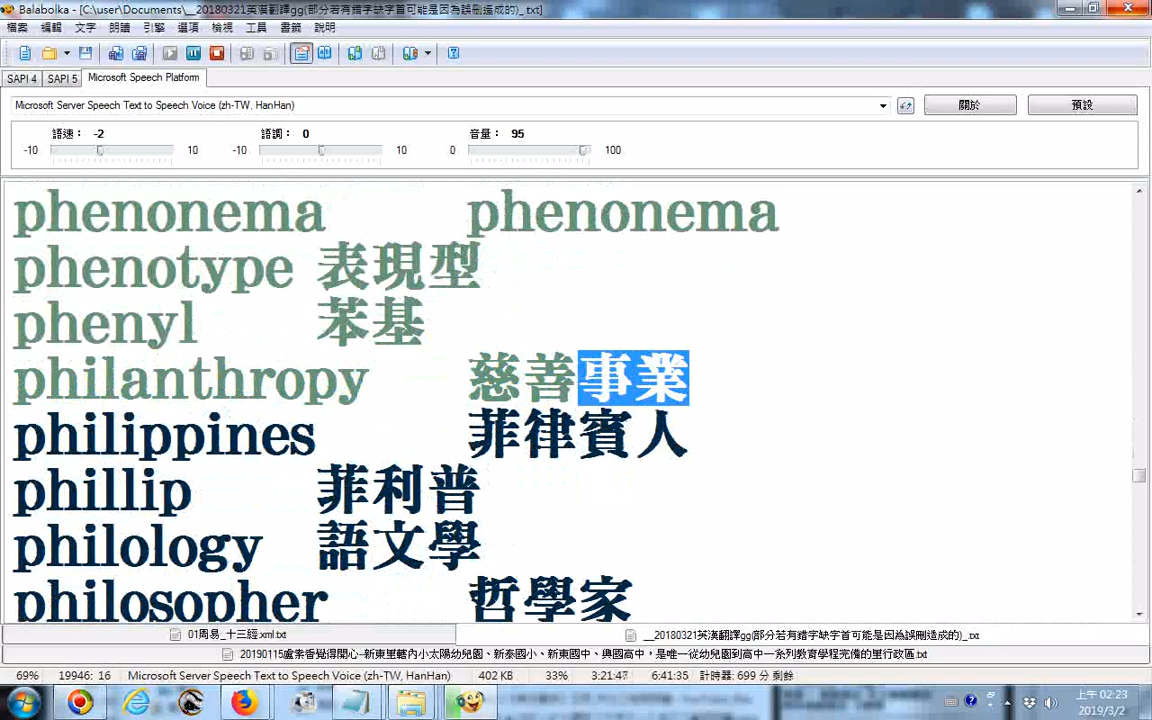 Balabolka - [C:\user\Documents\__20180321英漢翻譯gg(部分若有錯字缺字首可能是因為誤刪造成的)_.txt]
檔案 編輯 文字 朗讀 引擎 選項 檢視 工具 書籤 說明
SAPI 4 SAPI 5 Microsoft Speech Platform
Microsoft Server Speech Text to Speech Voice (zh-TW, HanHan) 關於 預設
語速： -2 語調： 0 音量： 95
-10 10 -10 10 0 100
phenonema phenonema
phenotype 表現型
phenyl 苯基
philanthropy 慈善事業
philippines 菲律賓人
phillip 菲利普
philology 語文學
philosopher 哲學家
01周易_十三經.xml.txt __20180321英漢翻譯gg(部分若有錯字缺字首可能是因為誤刪造成的)_.txt
20190115盧素香覺得開心-新東里轄內小太陽幼兒園、新泰國小、新東國中、興國高中，是唯一從幼兒園到高中一系列教育學程完備的里行政區.txt
69% 19946: 16 Microsoft Server Speech Text to Speech Voice (zh-TW, HanHan) 402 KB 33% 3:21:47 6:41:35 計時器: 699 分 剩餘
上午 02:23
2019/3/2